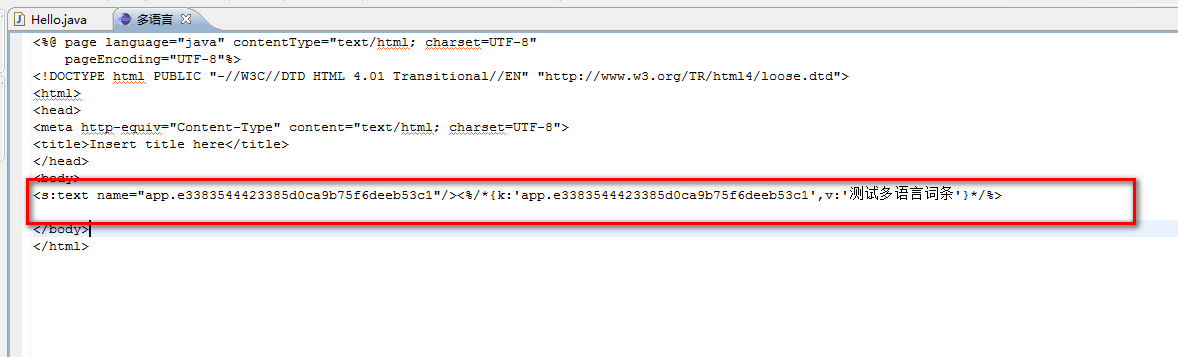 Hello.java 多语言
<%@ page language="java" contentType="text/html; charset=UTF-8"
    pageEncoding="UTF-8"%>
<!DOCTYPE html PUBLIC "-//W3C//DTD HTML 4.01 Transitional//EN" "http://www.w3.org/TR/html4/loose.dtd">
<html>
<head>
<meta http-equiv="Content-Type" content="text/html; charset=UTF-8">
<title>Insert title here</title>
</head>
<body>
<s:text name="app.e3383544423385d0ca9b75f6deeb53c1"/><%/*{k:'app.e3383544423385d0ca9b75f6deeb53c1',v:'测试多语言词条'}*/%>
</body>
</html>